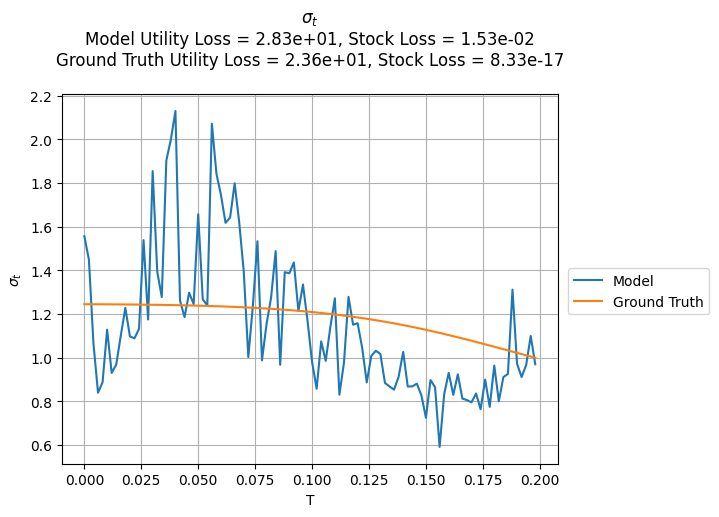 σₜ
Model Utility Loss = 2.83e+01, Stock Loss = 1.53e-02
Ground Truth Utility Loss = 2.36e+01, Stock Loss = 8.33e-17
2.2
2.0
1.8
1.6
1.4
1.2
1.0
0.8
0.6
σₜ
0.000
0.025
0.050
0.075
0.100
0.125
0.150
0.175
0.200
T
Model
Ground Truth